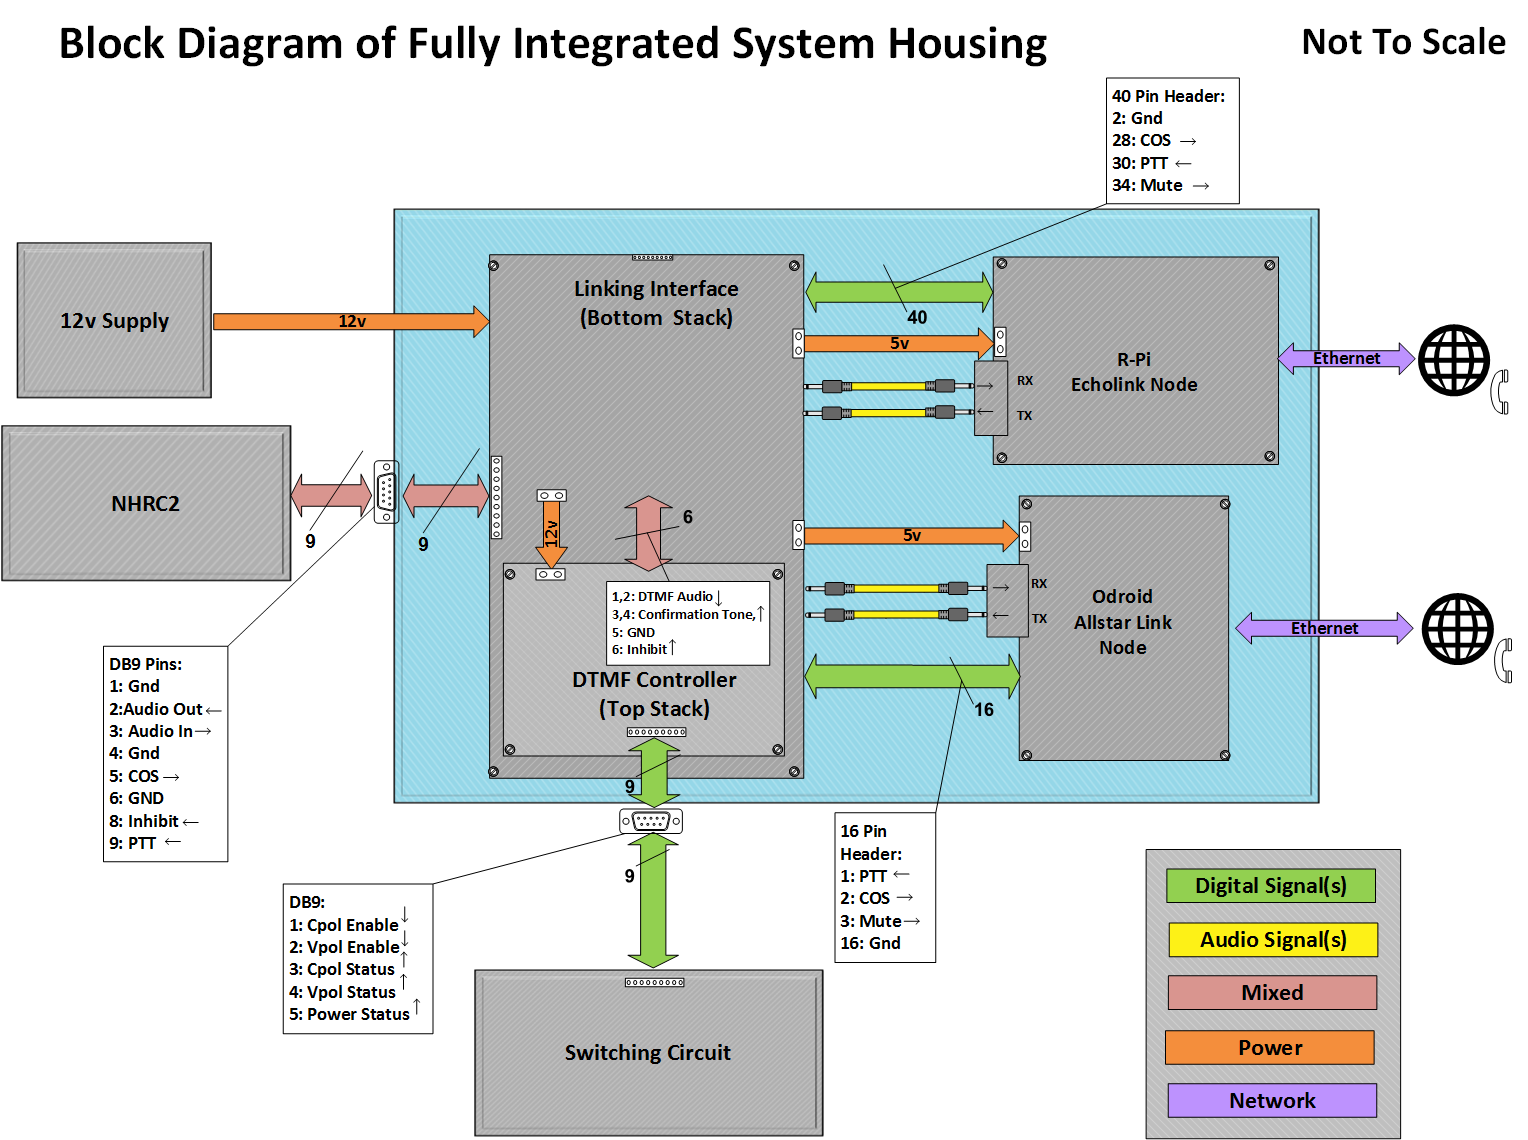 Block Diagram of Fully Integrated System Housing
Not To Scale
40 Pin Header:
2: Gnd
28: COS →
30: PTT ←
34: Mute →
12v Supply
12v
Linking Interface
(Bottom Stack)
40
5v
R-Pi
Echolink Node
RX
TX
Ethernet
NHRC2
9
9
12v
6
1,2: DTMF Audio↓
3,4: Confirmation Tone,↑
5: GND
6: Inhibit↑
DTMF Controller
(Top Stack)
5v
RX
TX
Odroid
Allstar Link
Node
Ethernet
16
DB9 Pins:
1: Gnd
2:Audio Out←
3: Audio In→
4: Gnd
5: COS→
6: GND
8: Inhibit←
9: PTT ←
9
9
DB9:
1: Cpol Enable↓
2: Vpol Enable↓
3: Cpol Status↑
4: Vpol Status↑
5: Power Status↑
16 Pin
Header:
1: PTT ←
2: COS →
3: Mute→
16: Gnd
Switching Circuit
Digital Signal(s)
Audio Signal(s)
Mixed
Power
Network